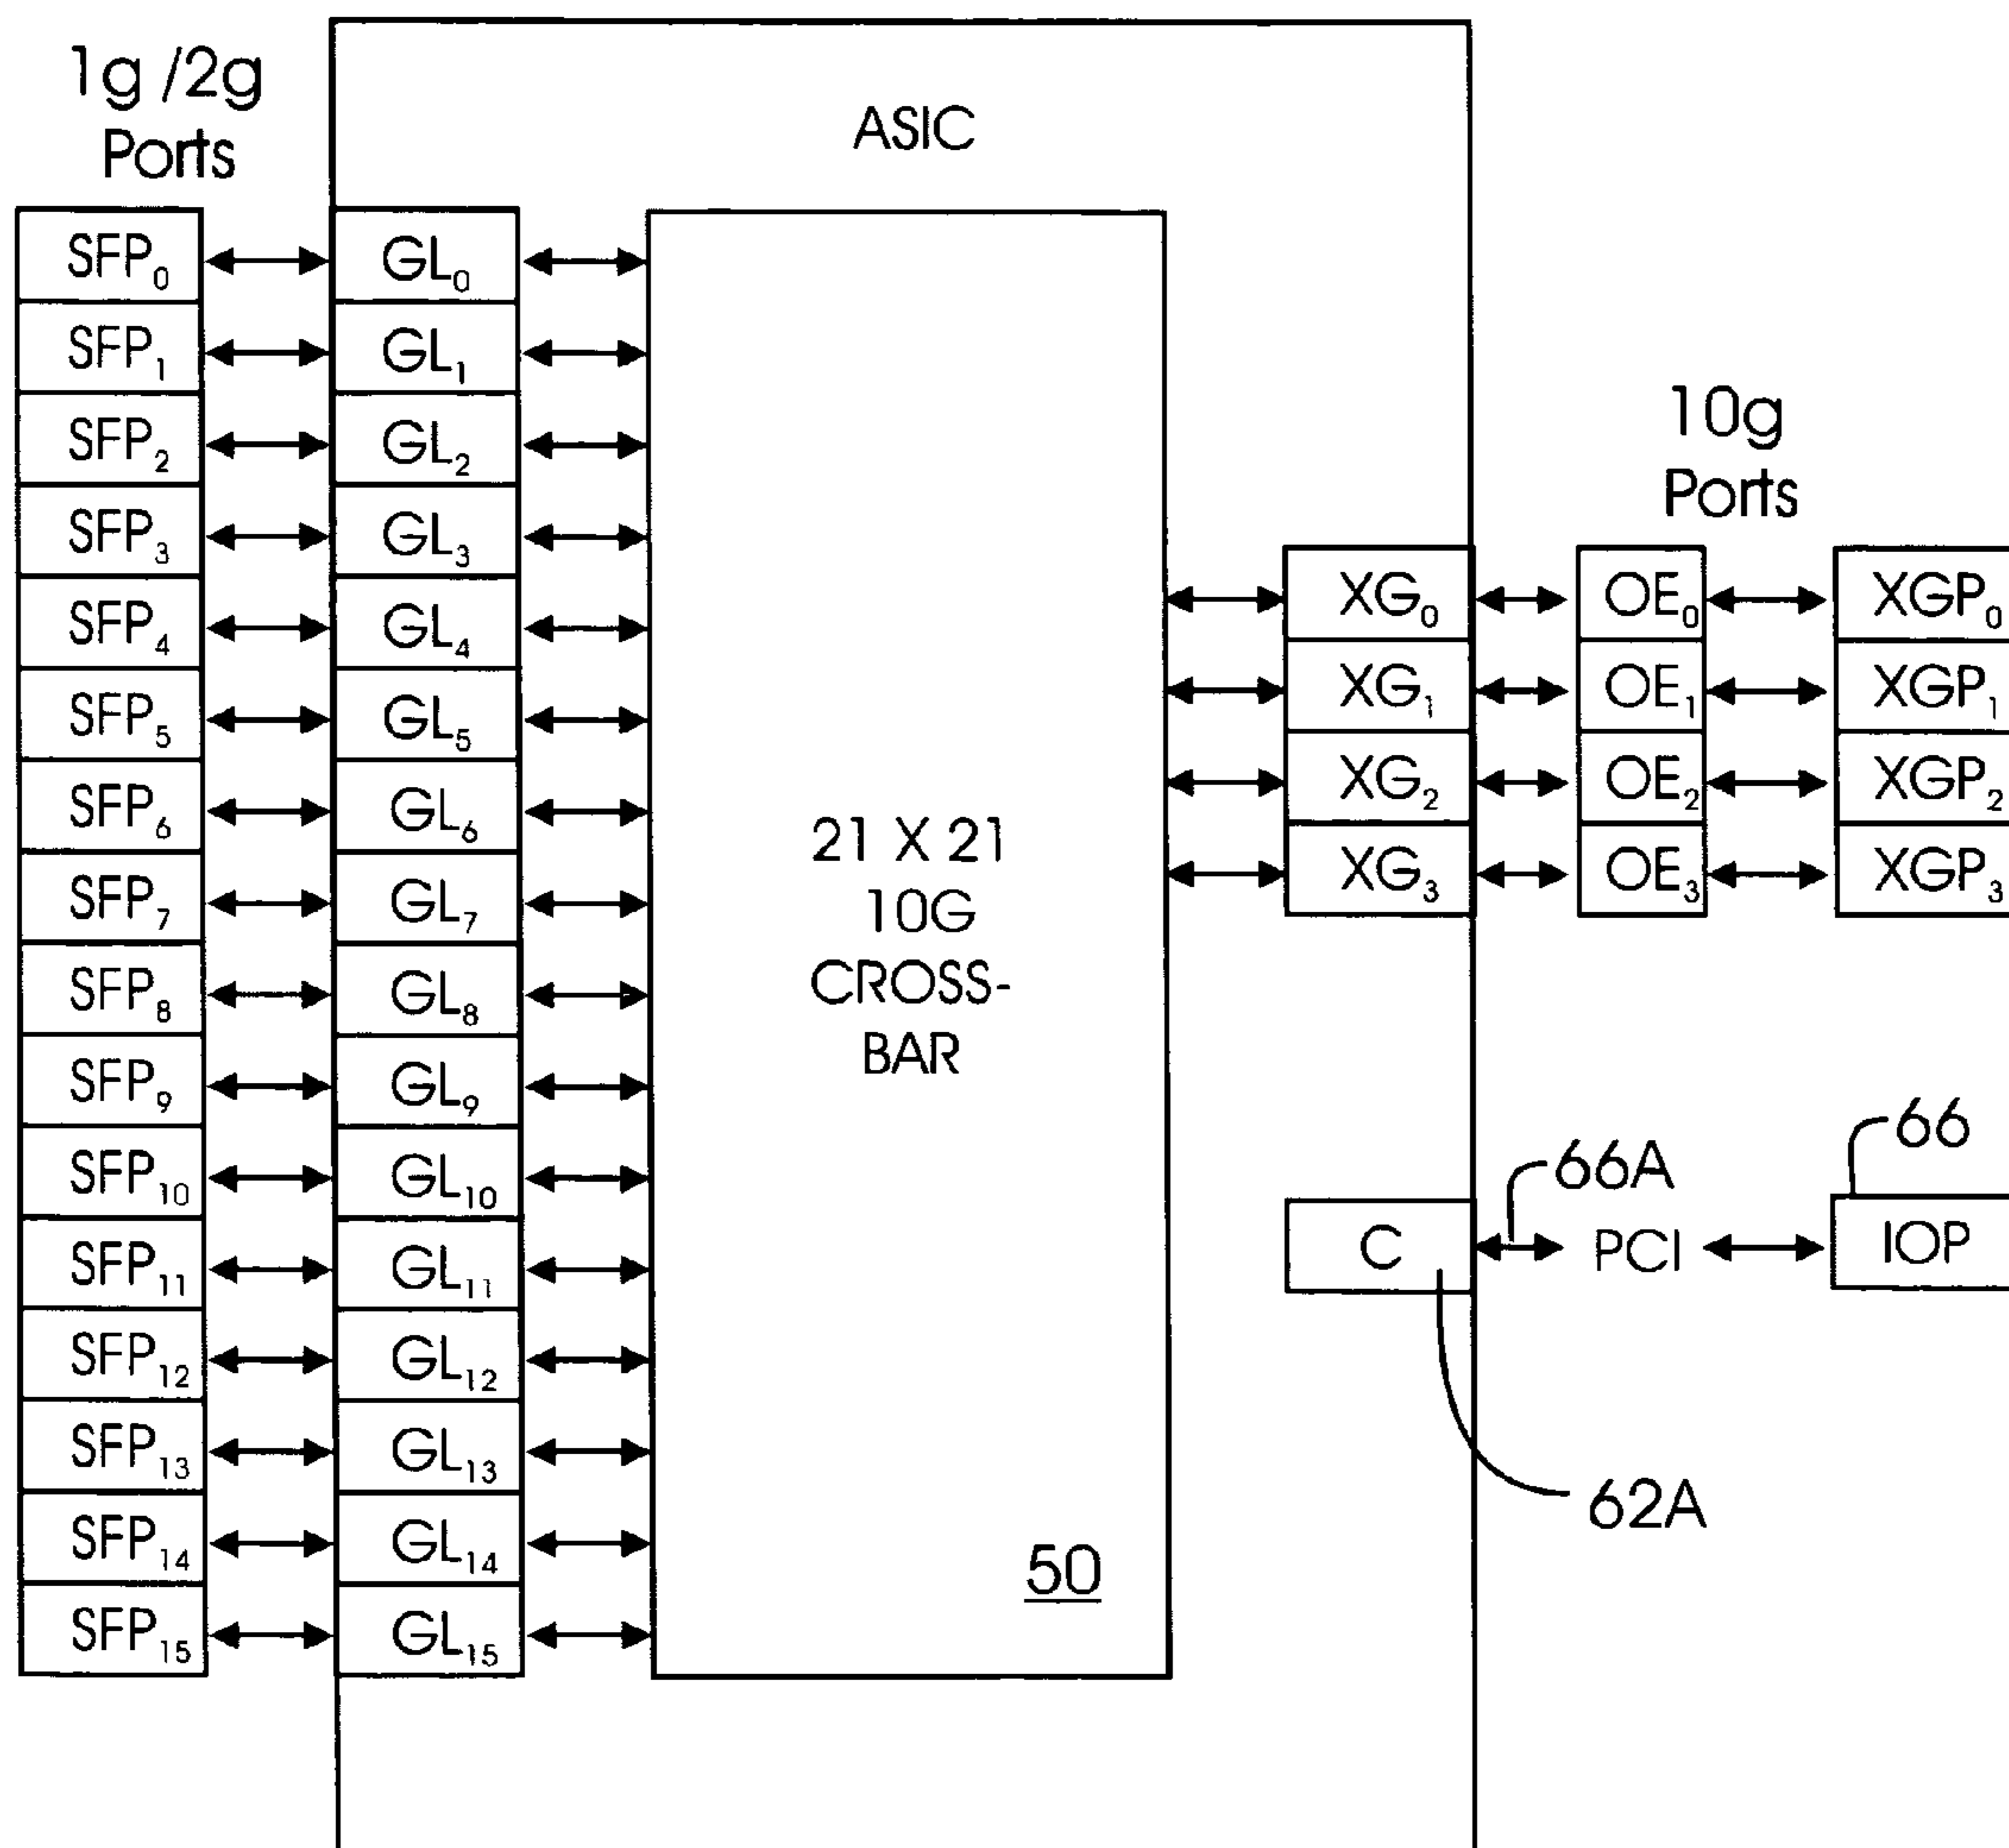 1g /2g
Ports
ASIC
SFP0 GL0
SFP1 GL1
SFP2 GL2
SFP3 GL3
SFP4 GL4
SFP5 GL5
SFP6 GL6
SFP7 GL7
SFP8 GL8
SFP9 GL9
SFP10 GL10
SFP11 GL11
SFP12 GL12
SFP13 GL13
SFP14 GL14
SFP15 GL15
21 X 21
10G
CROSS-
BAR
50
10g
Ports
XG0 OE0 XGP0
XG1 OE1 XGP1
XG2 OE2 XGP2
XG3 OE3 XGP3
66A
66
C PCI IOP
62A